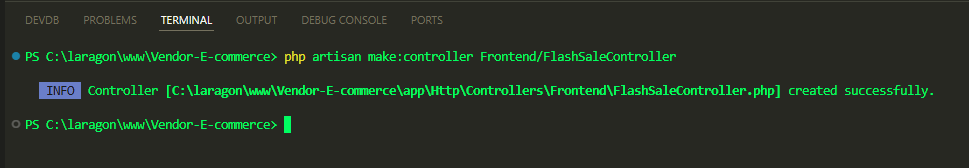 DEVDB PROBLEMS TERMINAL OUTPUT DEBUG CONSOLE PORTS
PS C:\laragon\www\Vendor-E-commerce> php artisan make:controller Frontend/FlashSaleController
INFO Controller [C:\laragon\www\Vendor-E-commerce\app\Http\Controllers\Frontend\FlashSaleController.php] created successfully.
PS C:\laragon\www\Vendor-E-commerce>